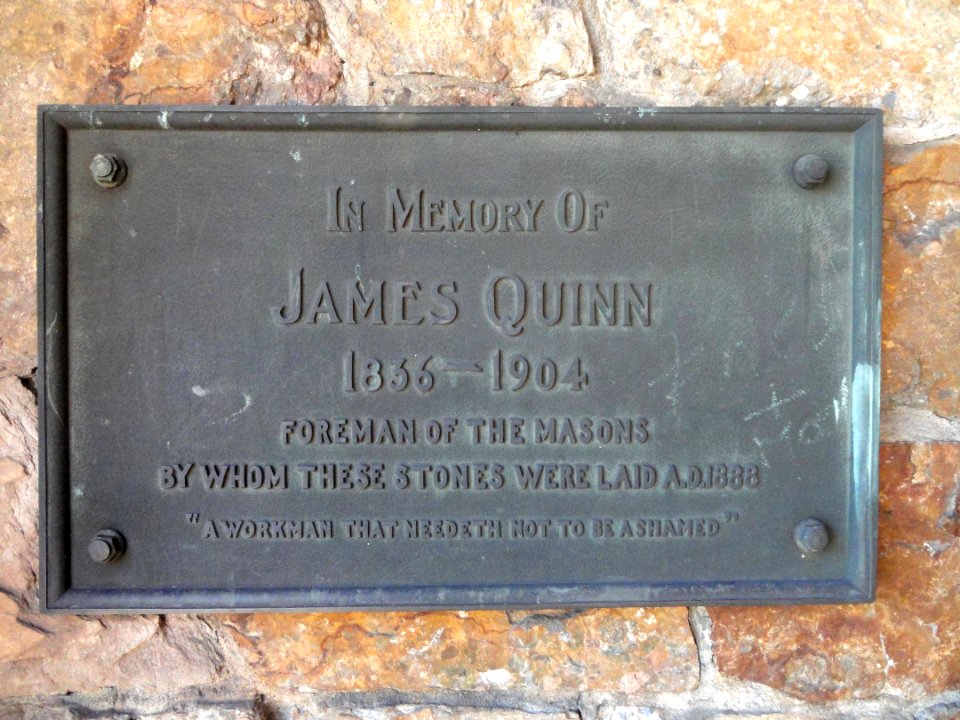 IN MEMORY OF
JAMES QUINN
1836–1904
FOREMAN OF THE MASONS
BY WHOM THESE STONES WERE LAID A.D.1888
"A WORKMAN THAT NEEDETH NOT TO BE ASHAMED"